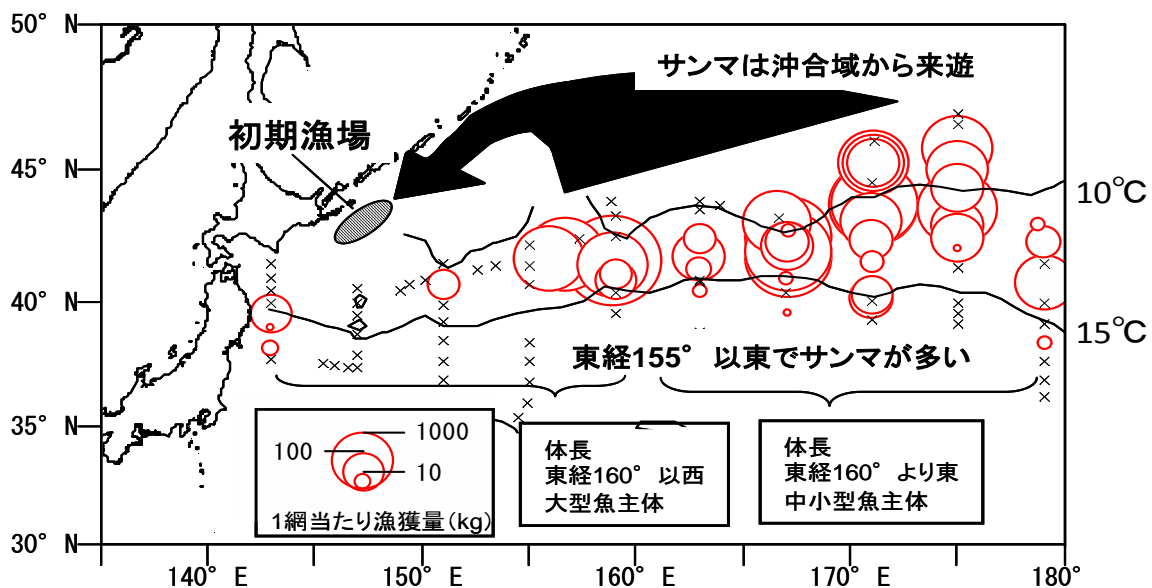 50° N
サンマは沖合域から来遊
初期漁場
45° N
10℃
40° N
15℃
東経155° 以東でサンマが多い
35° N
1000
100
10
1網当たり漁獲量(kg)
体長
東経160° 以西
大型魚主体
体長
東経160° より東
中小型魚主体
30° N
140° E
150° E
160° E
170° E
180° E